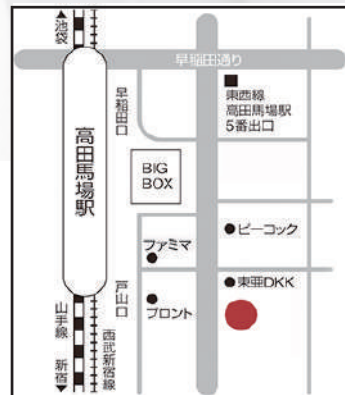 ▲池袋
早稲田通り
早稲田口
東西線
高田馬場駅
5番出口
高田馬場駅
BIG
BOX
ピーコック
ファミマ
東亜DKK
戸山口
プロント
山手線
西武新宿線
新宿▼